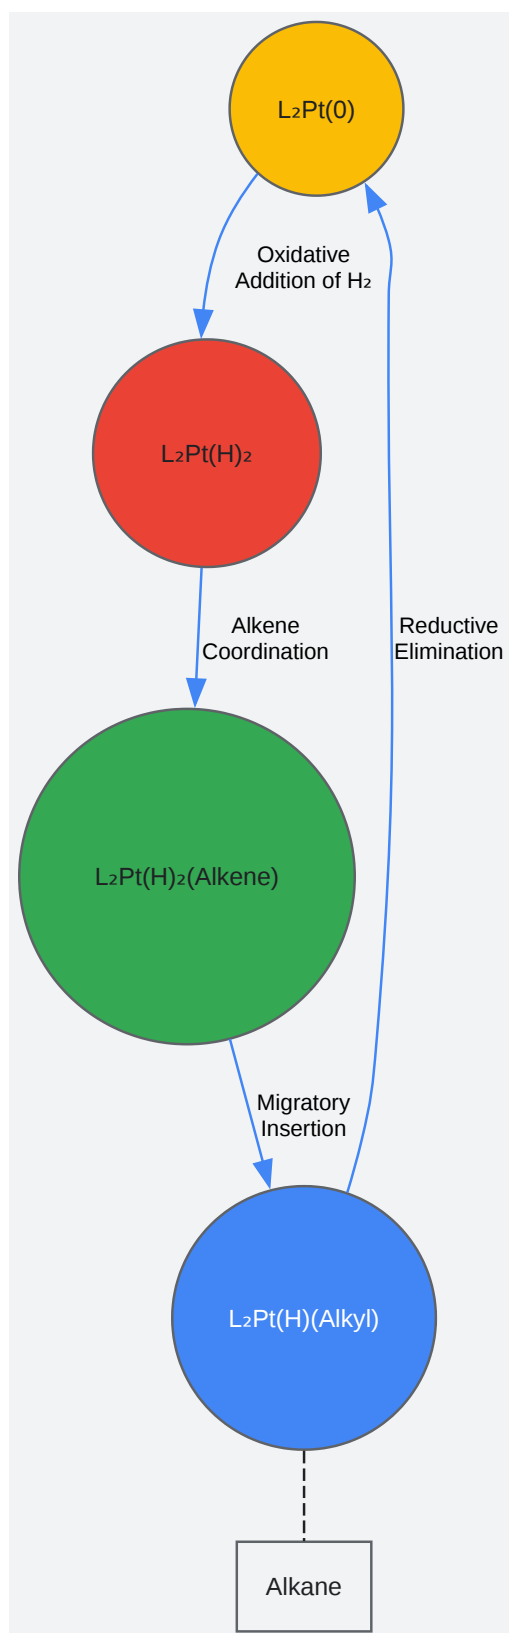 L₂Pt(0)
Oxidative
Addition of H₂
L₂Pt(H)₂
Alkene
Coordination
Reductive
Elimination
L₂Pt(H)₂(Alkene)
Migratory
Insertion
L₂Pt(H)(Alkyl)
Alkane